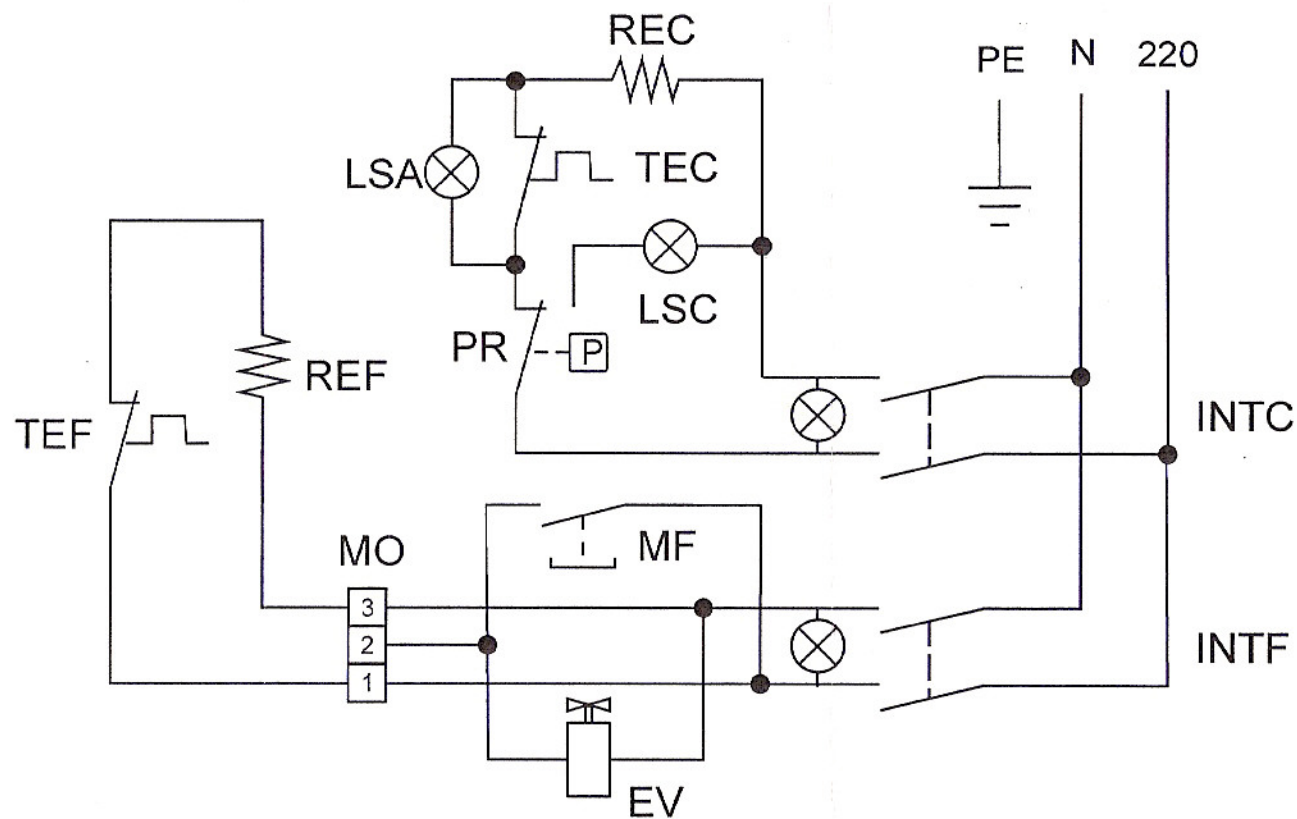 REC
PE N 220
LSA
TEC
LSC
PR
P
REF
TEF
INTC
MO
MF
3
2
1
INTF
EV